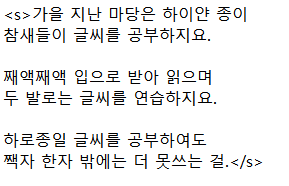 <s>가을 지난 마당은 하이얀 종이
참새들이 글씨를 공부하지요.

째액째액 입으로 받아 읽으며
두 발로는 글씨를 연습하지요.

하로종일 글씨를 공부하여도
짹자 한자 밖에는 더 못쓰는 걸.</s>